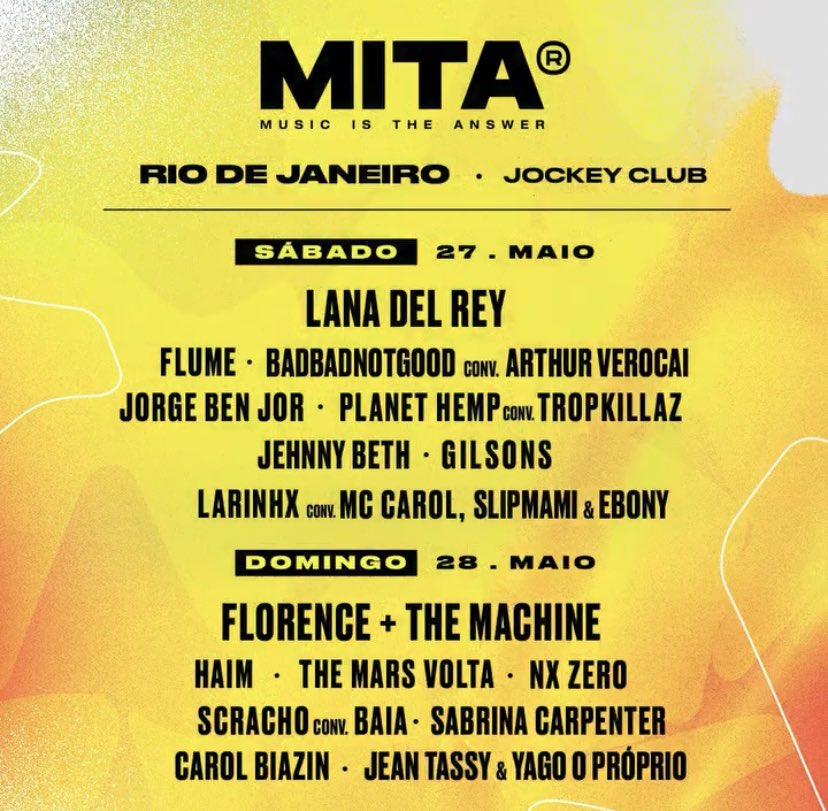 MITA®
MUSIC IS THE ANSWER
RIO DE JANEIRO · JOCKEY CLUB
SÁBADO 27 . MAIO
LANA DEL REY
FLUME · BADBADNOTGOOD CONV. ARTHUR VEROCAI
JORGE BEN JOR · PLANET HEMP CONV. TROPKILLAZ
JEHNNY BETH · GILSONS
LARINHX CONV. MC CAROL, SLIPMAMI & EBONY
DOMINGO 28 . MAIO
FLORENCE + THE MACHINE
HAIM · THE MARS VOLTA · NX ZERO
SCRACHO CONV. BAIA · SABRINA CARPENTER
CAROL BIAZIN · JEAN TASSY & YAGO O PRÓPRIO